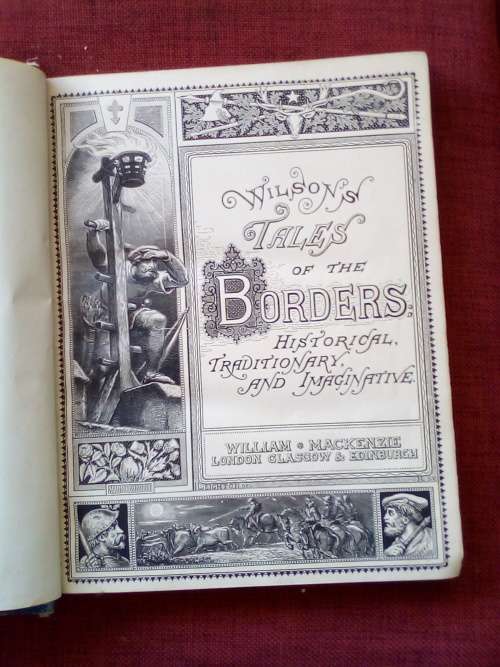 WILSON'S
TALES
OF THE
BORDERS:
HISTORICAL,
TRADITIONARY,
AND IMAGINATIVE.
WILLIAM MACKENZIE
LONDON GLASGOW & EDINBURGH